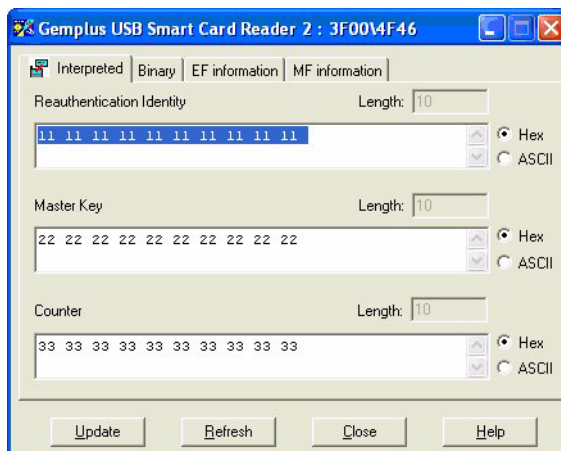 Gemplus USB Smart Card Reader 2 : 3F00\4F46
Interpreted Binary EF information MF information
Reauthentication Identity Length: 10
11 11 11 11 11 11 11 11 11 11 Hex
ASCII
Master Key Length: 10
22 22 22 22 22 22 22 22 22 22 Hex
ASCII
Counter Length: 10
33 33 33 33 33 33 33 33 33 33 Hex
ASCII
Update Refresh Close Help